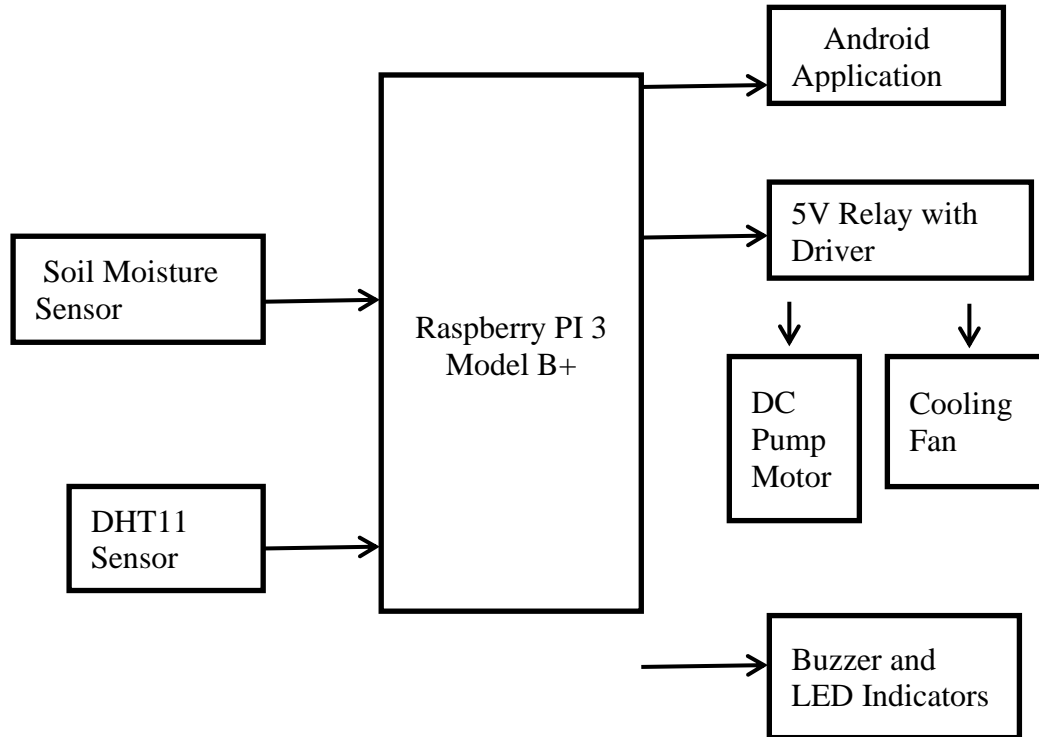 Android
Application
5V Relay with
Driver
Soil Moisture
Sensor
Raspberry PI 3
Model B+
DC
Pump
Motor
Cooling
Fan
DHT11
Sensor
Buzzer and
LED Indicators